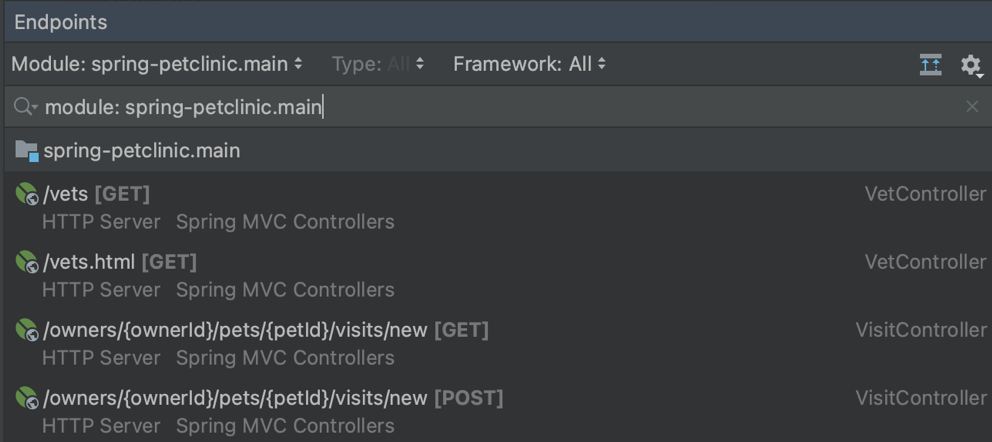 Endpoints
Module: spring-petclinic.main Type: All Framework: All
module: spring-petclinic.main
spring-petclinic.main
/vets [GET] VetController
HTTP Server Spring MVC Controllers
/vets.html [GET] VetController
HTTP Server Spring MVC Controllers
/owners/{ownerId}/pets/{petId}/visits/new [GET] VisitController
HTTP Server Spring MVC Controllers
/owners/{ownerId}/pets/{petId}/visits/new [POST] VisitController
HTTP Server Spring MVC Controllers